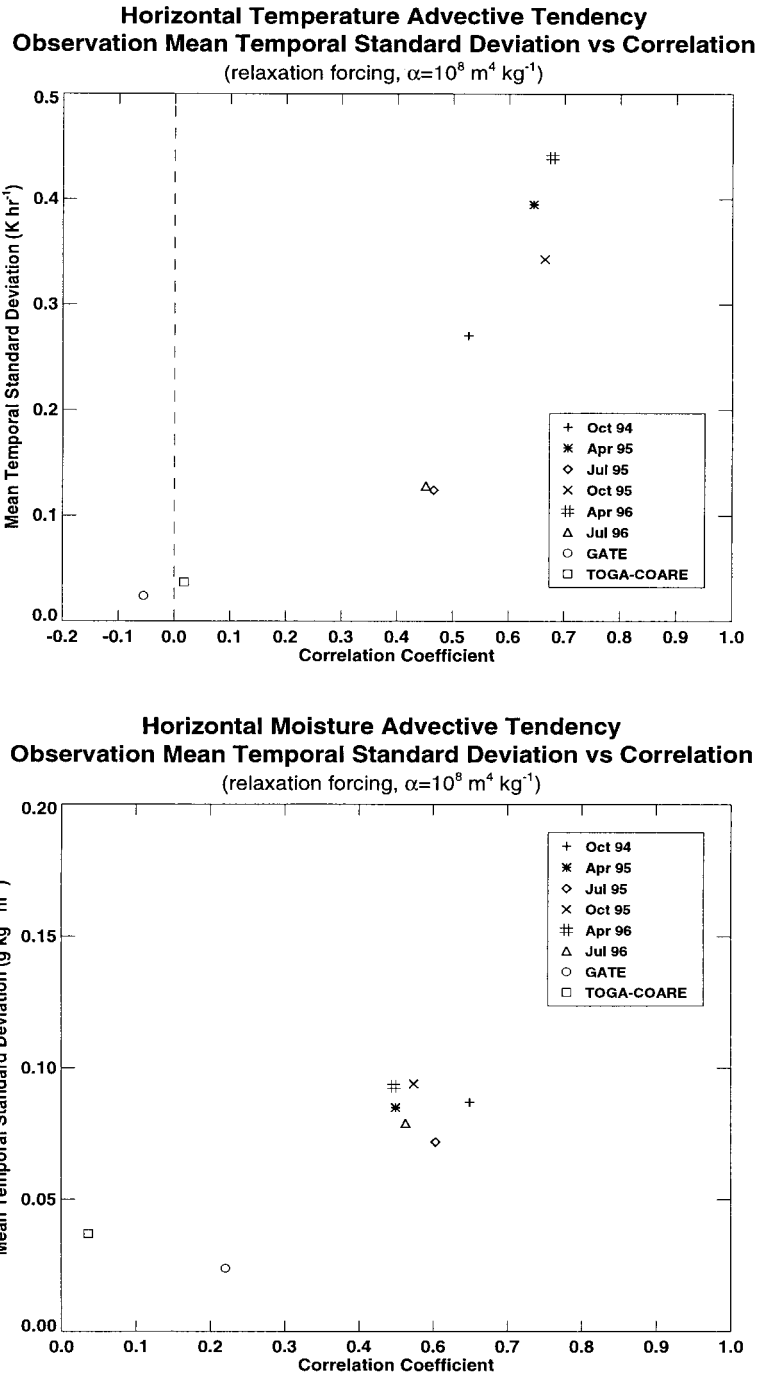 Horizontal Temperature Advective Tendency
Observation Mean Temporal Standard Deviation vs Correlation
(relaxation forcing, α=10⁸ m⁴ kg⁻¹)
Mean Temporal Standard Deviation (K hr⁻¹)
0.5
0.4
0.3
0.2
0.1
0.0
Oct 94
Apr 95
Jul 95
Oct 95
Apr 96
Jul 96
GATE
TOGA-COARE
-0.2 -0.1 0.0 0.1 0.2 0.3 0.4 0.5 0.6 0.7 0.8 0.9 1.0
Correlation Coefficient
Horizontal Moisture Advective Tendency
Observation Mean Temporal Standard Deviation vs Correlation
(relaxation forcing, α=10⁸ m⁴ kg⁻¹)
Mean Temporal Standard Deviation (g kg
0.20
0.15
0.10
0.05
0.00
Oct 94
Apr 95
Jul 95
Oct 95
Apr 96
Jul 96
GATE
TOGA-COARE
0.0 0.1 0.2 0.3 0.4 0.5 0.6 0.7 0.8 0.9 1.0
Correlation Coefficient